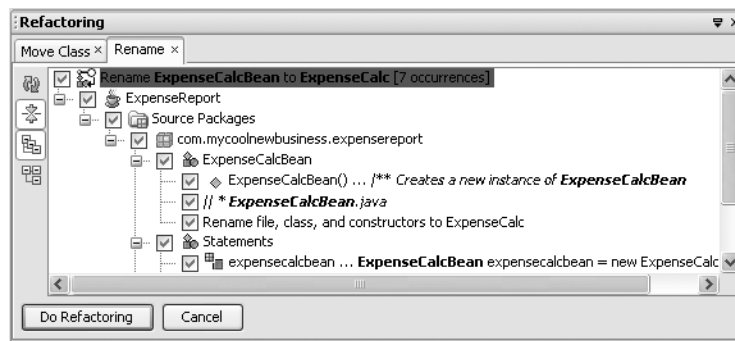 Refactoring
Move Class Rename
Rename ExpenseCalcBean to ExpenseCalc [7 occurrences]
ExpenseReport
Source Packages
com.mycoolnewbusiness.expensereport
ExpenseCalcBean
ExpenseCalcBean() ... /** Creates a new instance of ExpenseCalcBean
// * ExpenseCalcBean.java
Rename file, class, and constructors to ExpenseCalc
Statements
expensecalcbean ... ExpenseCalcBean expensecalcbean = new ExpenseCalc
Do Refactoring Cancel